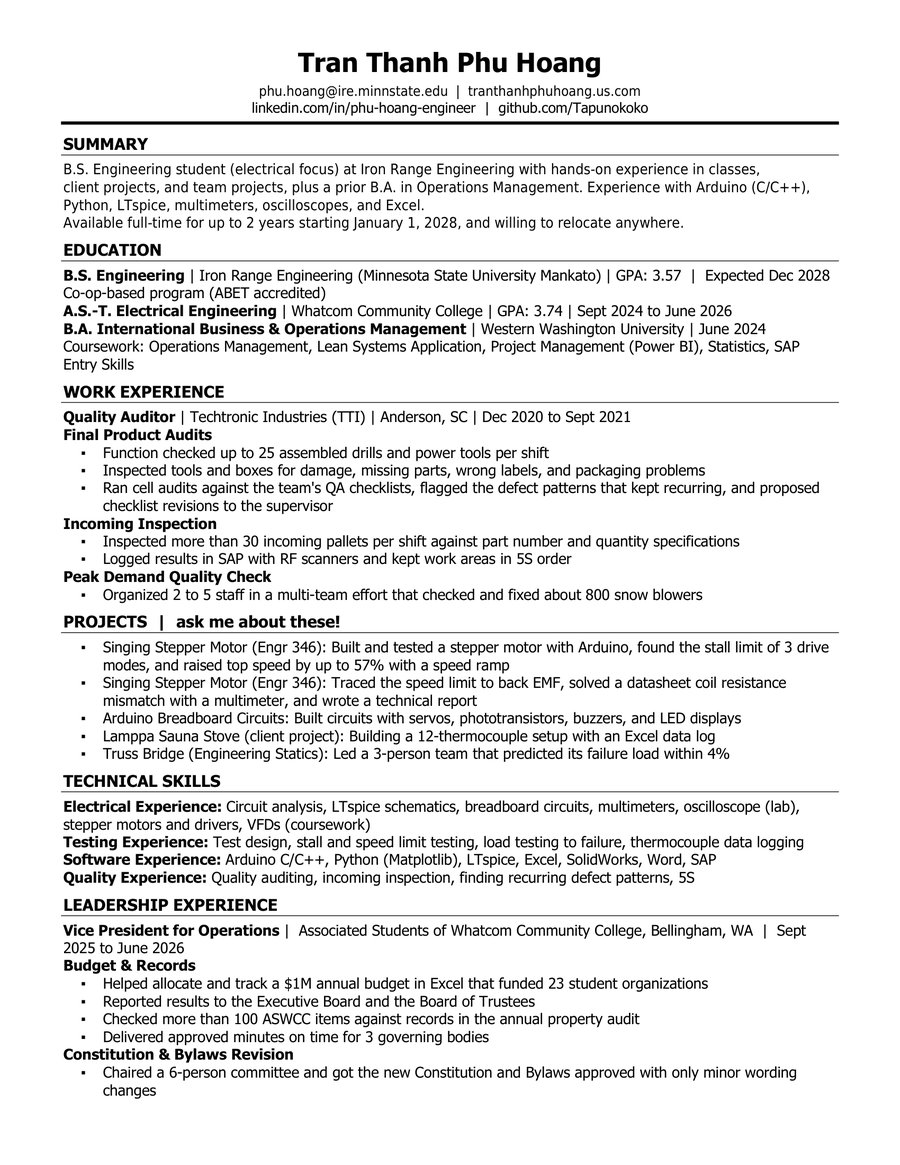 Tran Thanh Phu Hoang
phu.hoang@ire.minnstate.edu | tranthanhphuhoang.us.com
linkedin.com/in/phu-hoang-engineer | github.com/Tapunokoko
SUMMARY
B.S. Engineering student (electrical focus) at Iron Range Engineering with hands-on experience in classes,
client projects, and team projects, plus a prior B.A. in Operations Management. Experience with Arduino (C/C++),
Python, LTspice, multimeters, oscilloscopes, and Excel.
Available full-time for up to 2 years starting January 1, 2028, and willing to relocate anywhere.
EDUCATION
B.S. Engineering | Iron Range Engineering (Minnesota State University Mankato) | GPA: 3.57 | Expected Dec 2028
Co-op-based program (ABET accredited)
A.S.-T. Electrical Engineering | Whatcom Community College | GPA: 3.74 | Sept 2024 to June 2026
B.A. International Business & Operations Management | Western Washington University | June 2024
Coursework: Operations Management, Lean Systems Application, Project Management (Power BI), Statistics, SAP
Entry Skills
WORK EXPERIENCE
Quality Auditor | Techtronic Industries (TTI) | Anderson, SC | Dec 2020 to Sept 2021
Final Product Audits
▪ Function checked up to 25 assembled drills and power tools per shift
▪ Inspected tools and boxes for damage, missing parts, wrong labels, and packaging problems
▪ Ran cell audits against the team's QA checklists, flagged the defect patterns that kept recurring, and proposed
checklist revisions to the supervisor
Incoming Inspection
▪ Inspected more than 30 incoming pallets per shift against part number and quantity specifications
▪ Logged results in SAP with RF scanners and kept work areas in 5S order
Peak Demand Quality Check
▪ Organized 2 to 5 staff in a multi-team effort that checked and fixed about 800 snow blowers
PROJECTS | ask me about these!
▪ Singing Stepper Motor (Engr 346): Built and tested a stepper motor with Arduino, found the stall limit of 3 drive
modes, and raised top speed by up to 57% with a speed ramp
▪ Singing Stepper Motor (Engr 346): Traced the speed limit to back EMF, solved a datasheet coil resistance
mismatch with a multimeter, and wrote a technical report
▪ Arduino Breadboard Circuits: Built circuits with servos, phototransistors, buzzers, and LED displays
▪ Lamppa Sauna Stove (client project): Building a 12-thermocouple setup with an Excel data log
▪ Truss Bridge (Engineering Statics): Led a 3-person team that predicted its failure load within 4%
TECHNICAL SKILLS
Electrical Experience: Circuit analysis, LTspice schematics, breadboard circuits, multimeters, oscilloscope (lab),
stepper motors and drivers, VFDs (coursework)
Testing Experience: Test design, stall and speed limit testing, load testing to failure, thermocouple data logging
Software Experience: Arduino C/C++, Python (Matplotlib), LTspice, Excel, SolidWorks, Word, SAP
Quality Experience: Quality auditing, incoming inspection, finding recurring defect patterns, 5S
LEADERSHIP EXPERIENCE
Vice President for Operations | Associated Students of Whatcom Community College, Bellingham, WA | Sept
2025 to June 2026
Budget & Records
▪ Helped allocate and track a $1M annual budget in Excel that funded 23 student organizations
▪ Reported results to the Executive Board and the Board of Trustees
▪ Checked more than 100 ASWCC items against records in the annual property audit
▪ Delivered approved minutes on time for 3 governing bodies
Constitution & Bylaws Revision
▪ Chaired a 6-person committee and got the new Constitution and Bylaws approved with only minor wording
changes